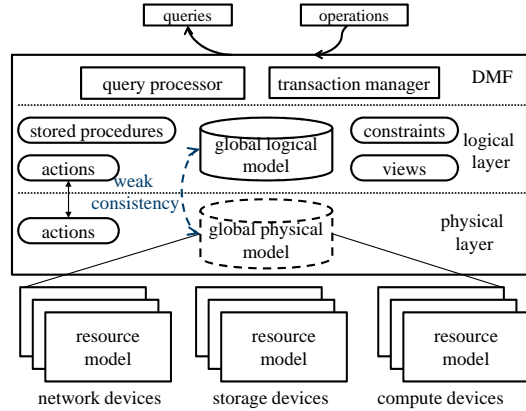 queries
operations
query processor
transaction manager
DMF
stored procedures
global logical
model
constraints
logical
layer
actions
views
weak
consistency
actions
global physical
model
physical
layer
resource
model
resource
model
resource
model
network devices
storage devices
compute devices